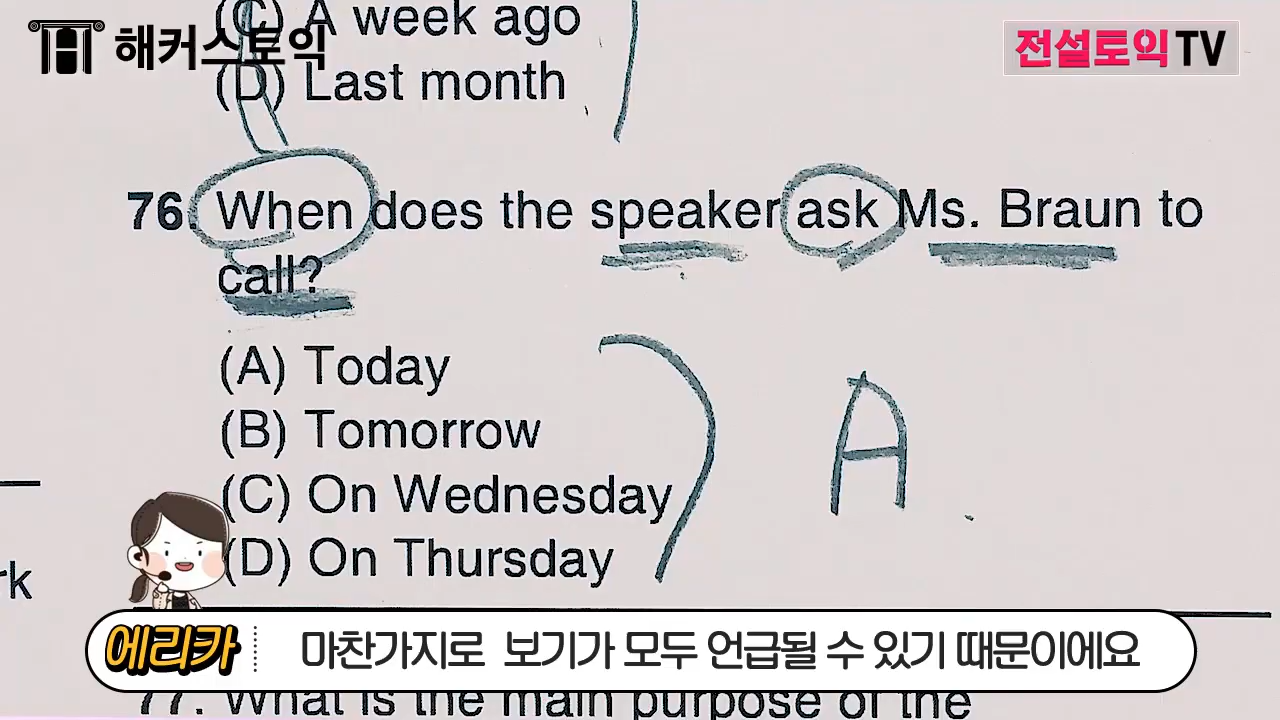 (C) A week ago
해커스토익
전설토익TV
(D) Last month
76. When does the speaker ask Ms. Braun to
call?
(A) Today
(B) Tomorrow
(C) On Wednesday
(D) On Thursday
A
rk
에리카 마찬가지로 보기가 모두 언급될 수 있기 때문이에요
77. What is the main purpose of the